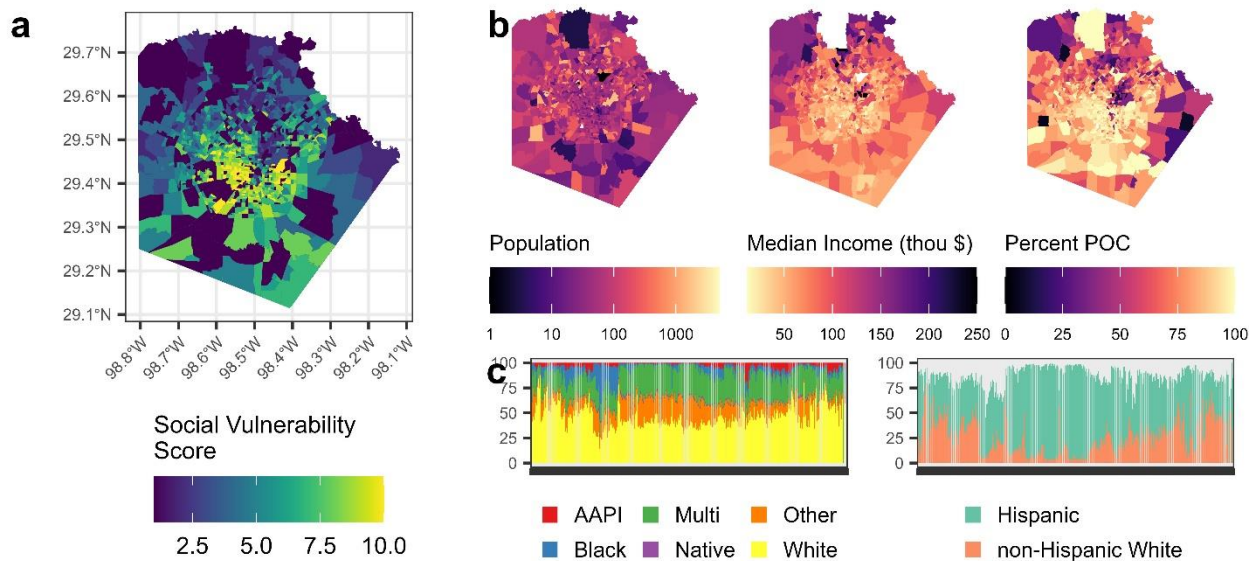 a
29.7°N
29.6°N
29.5°N
29.4°N
29.3°N
29.2°N
29.1°N
98.8°W 98.7°W 98.6°W 98.5°W 98.4°W 98.3°W 98.2°W 98.1°W
Social Vulnerability
Score
2.5 5.0 7.5 10.0
b
Population
1 10 100 1000
Median Income (thou $)
50 100 150 200 250
Percent POC
0 25 50 75 100
c
100
75
50
25
0
AAPI Multi Other
Black Native White
100
75
50
25
0
Hispanic
non-Hispanic White